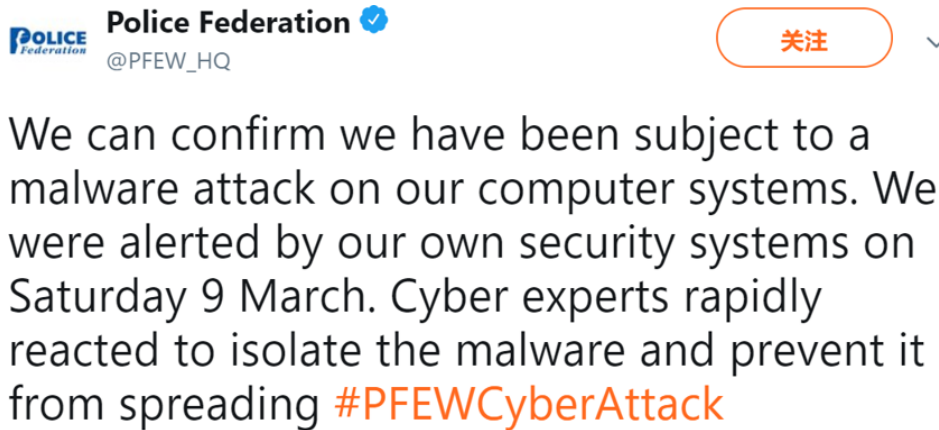 POLICE
Federation
Police Federation
@PFEW_HQ
关注
We can confirm we have been subject to a
malware attack on our computer systems. We
were alerted by our own security systems on
Saturday 9 March. Cyber experts rapidly
reacted to isolate the malware and prevent it
from spreading #PFEWCyberAttack